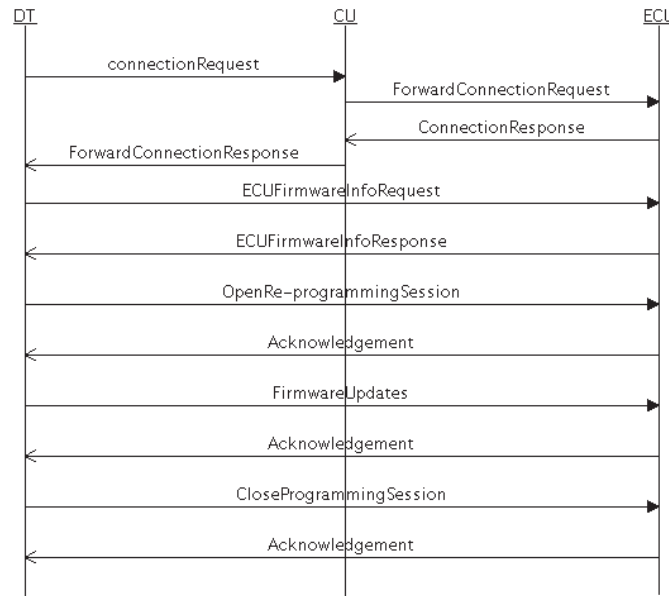 DT CU ECU
connectionRequest
ForwardConnectionRequest
ConnectionResponse
ForwardConnectionResponse
ECUFirmwareInfoRequest
ECUFirmwareInfoResponse
OpenRe-programmingSession
Acknowledgement
FirmwareUpdates
Acknowledgement
CloseProgrammingSession
Acknowledgement